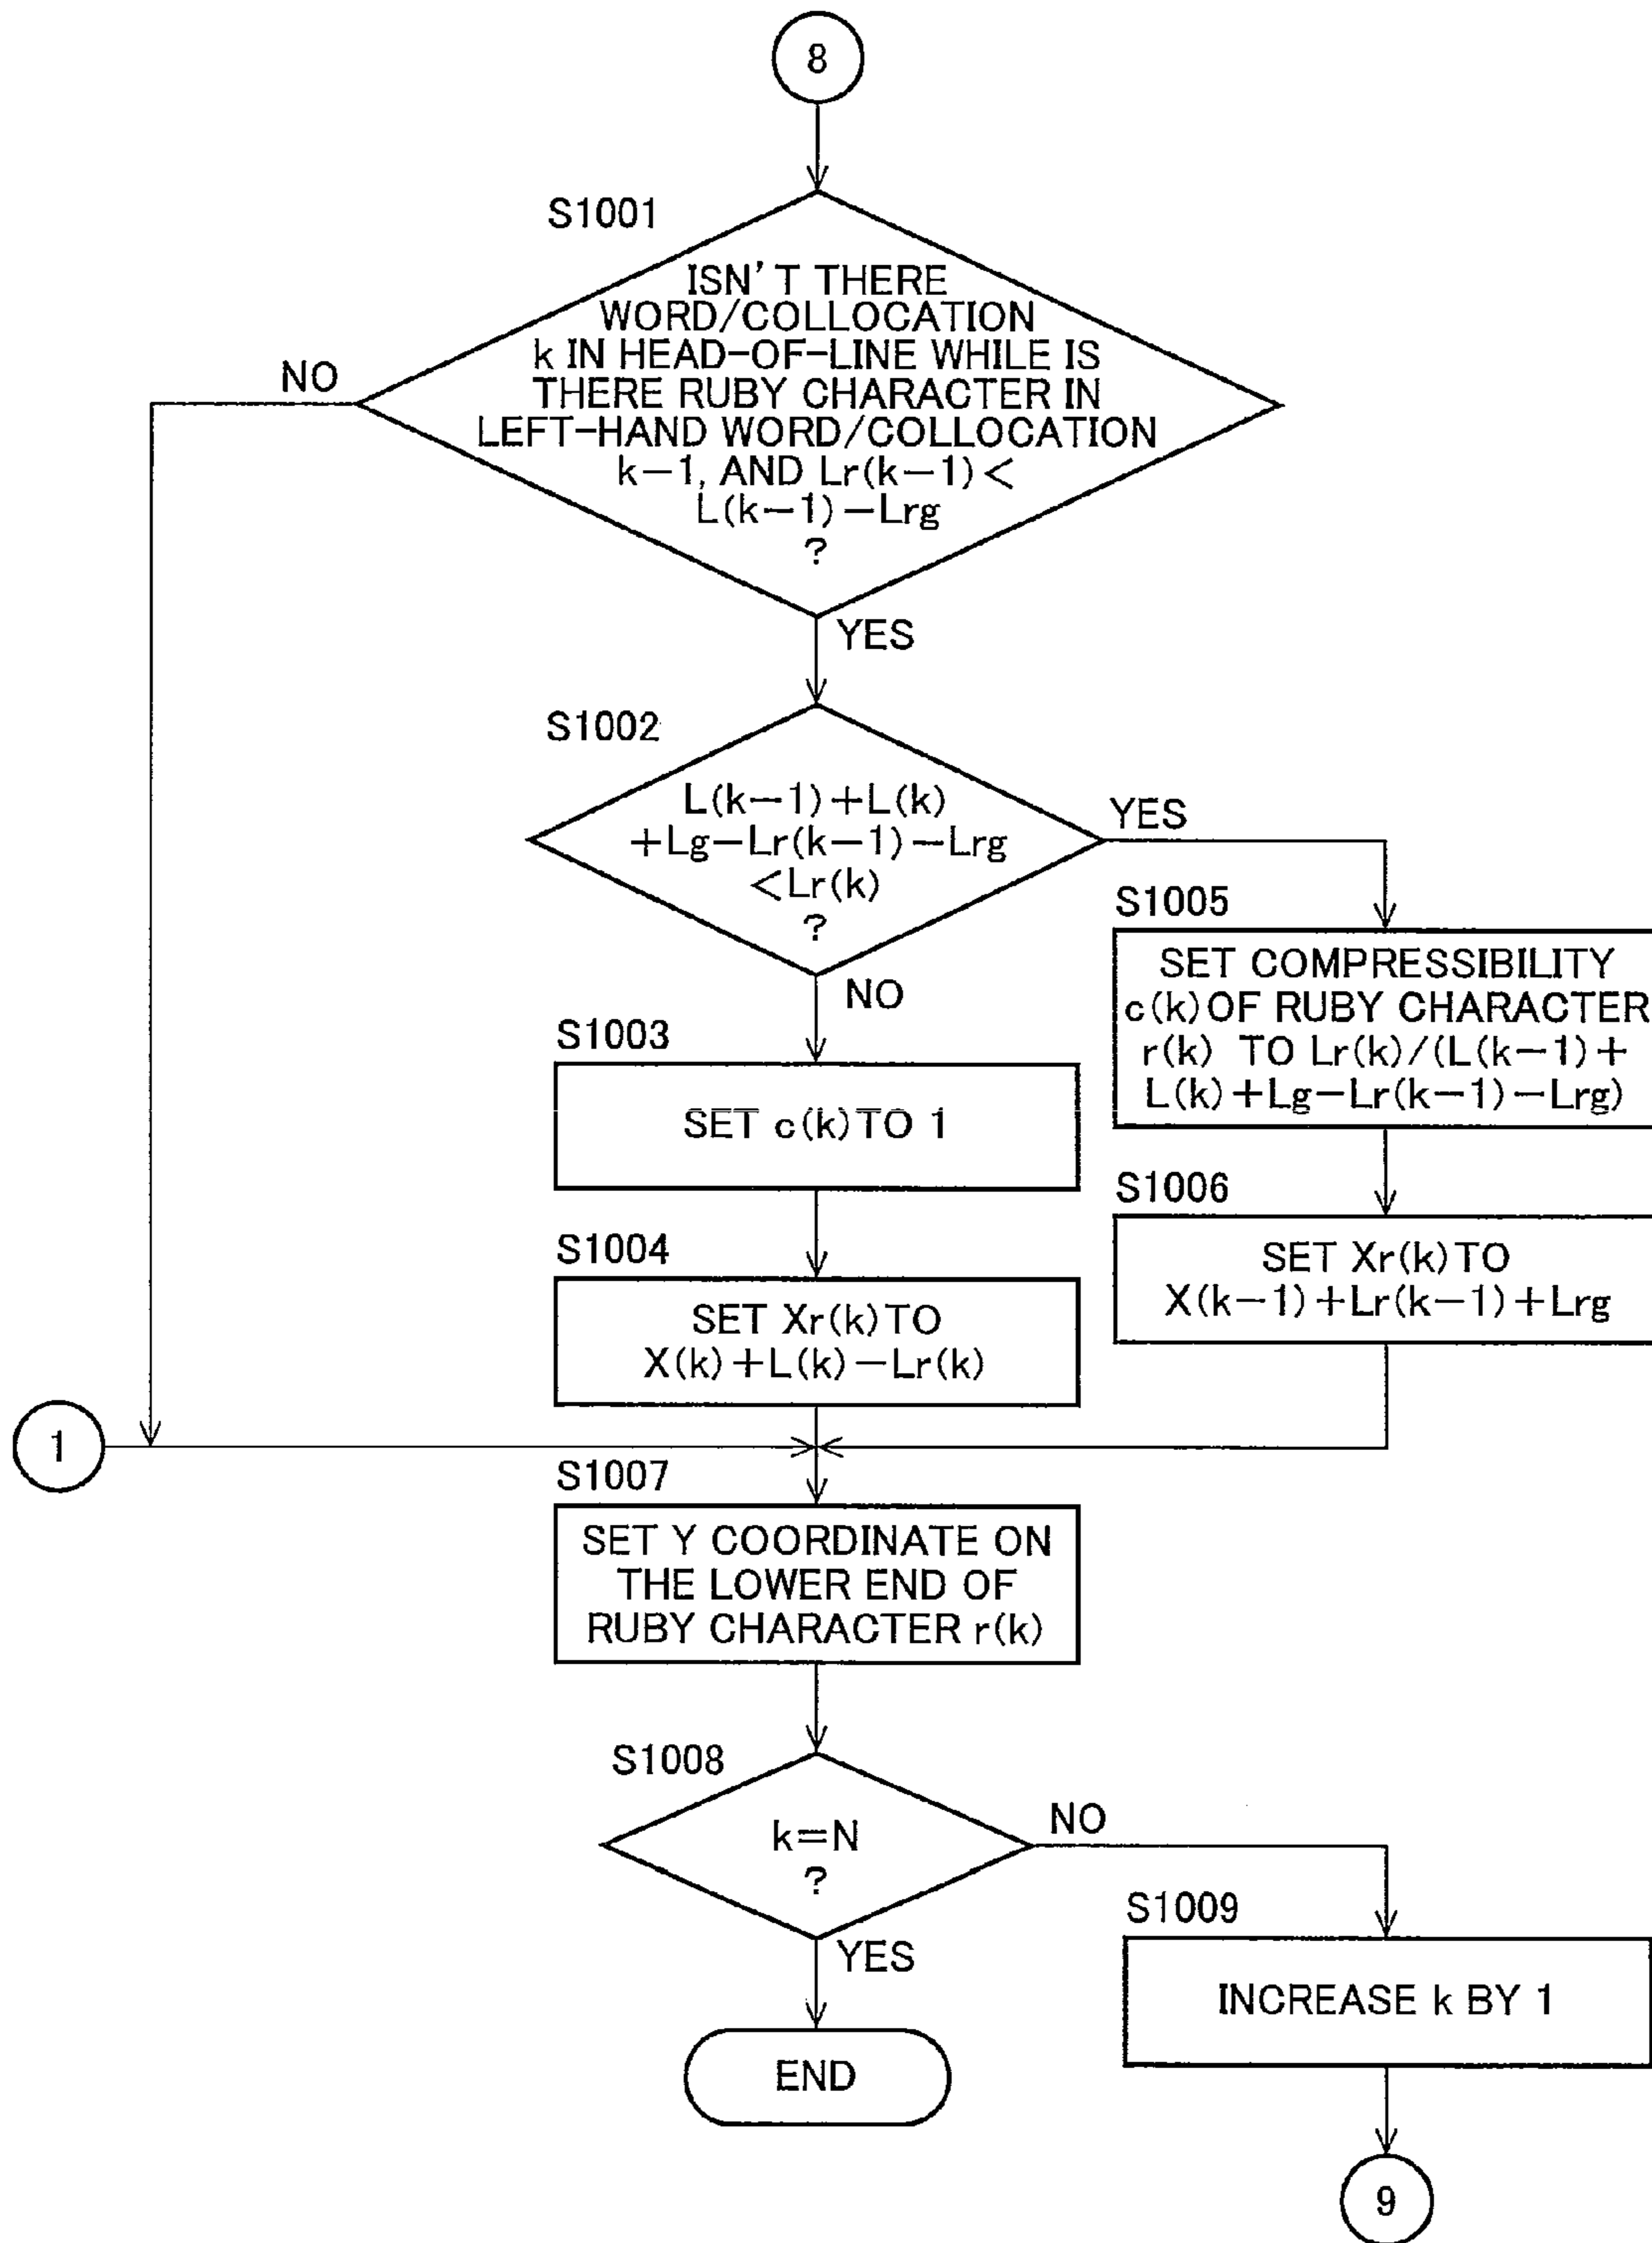 8
S1001
ISN'T THERE
WORD/COLLOCATION
k IN HEAD-OF-LINE WHILE IS
THERE RUBY CHARACTER IN
LEFT-HAND WORD/COLLOCATION
k-1, AND Lr(k-1)<
L(k-1)-Lrg
?
NO
YES
S1002
L(k-1)+L(k)
+Lg-Lr(k-1)-Lrg
<Lr(k)
?
YES
NO
S1005
SET COMPRESSIBILITY
c(k)OF RUBY CHARACTER
r(k) TO Lr(k)/(L(k-1)+
L(k)+Lg-Lr(k-1)-Lrg)
S1003
SET c(k)TO 1
S1006
SET Xr(k)TO
X(k-1)+Lr(k-1)+Lrg
S1004
SET Xr(k)TO
X(k)+L(k)-Lr(k)
1
S1007
SET Y COORDINATE ON
THE LOWER END OF
RUBY CHARACTER r(k)
S1008
k=N
?
NO
YES
S1009
INCREASE k BY 1
END
9